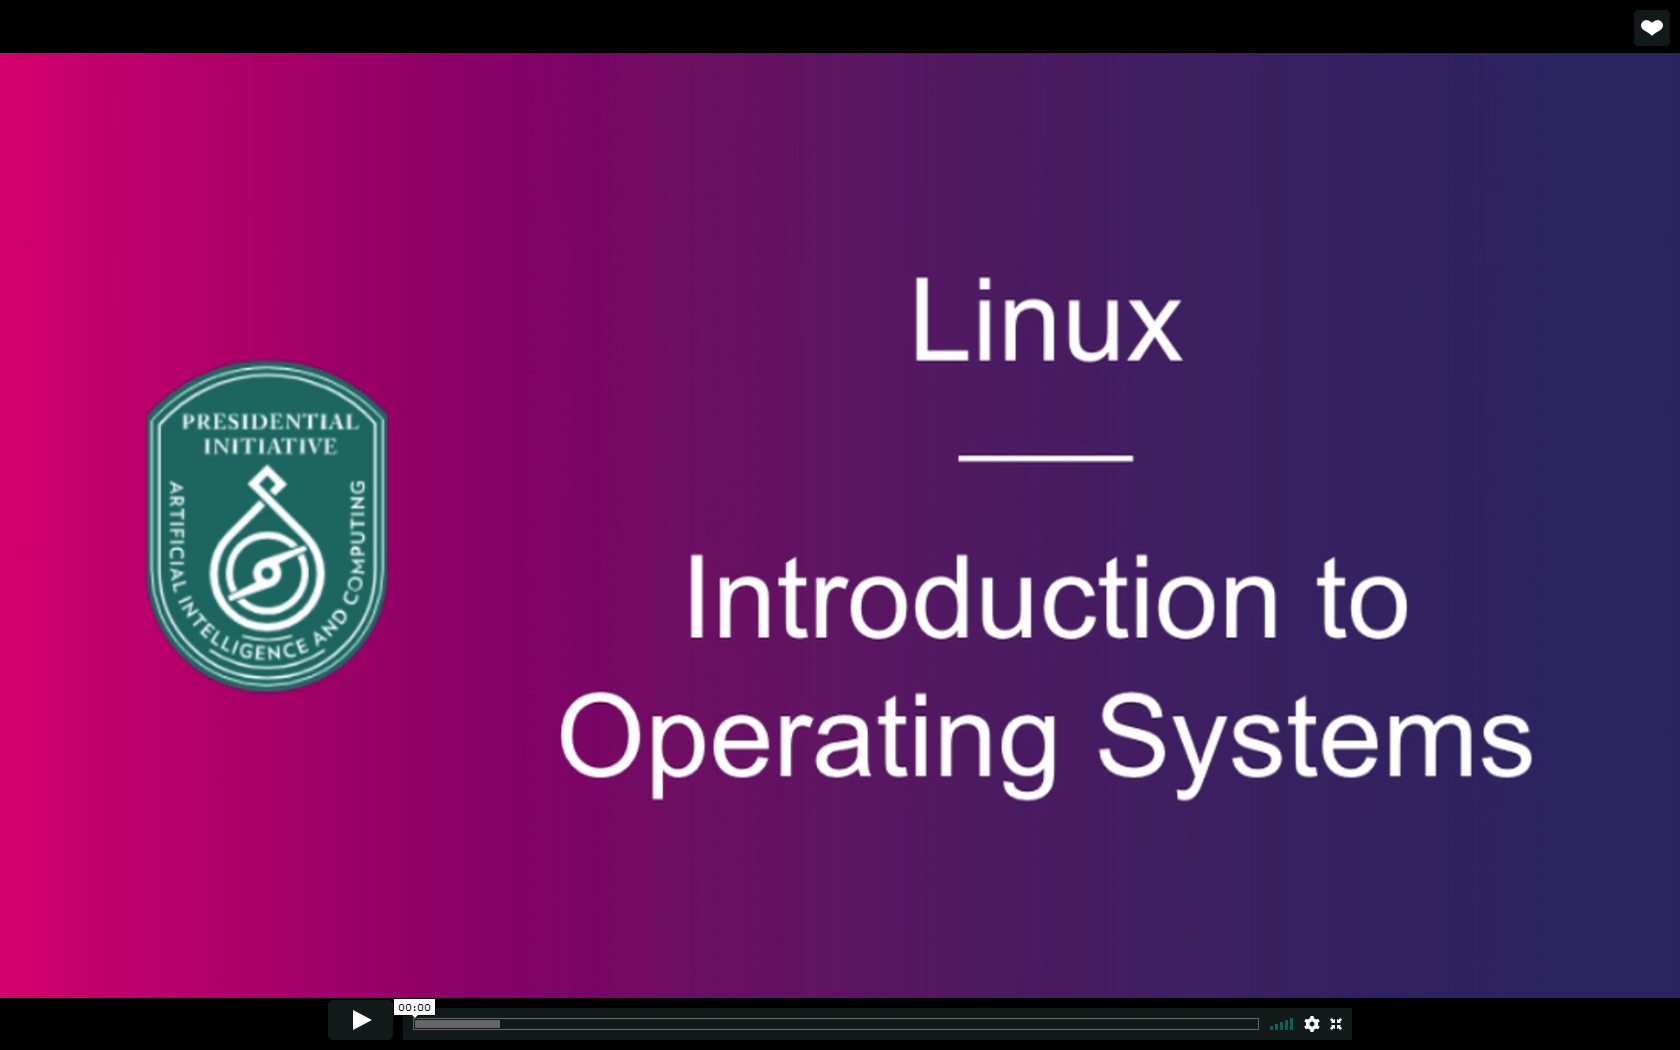 Linux
Introduction to
Operating Systems
PRESIDENTIAL
INITIATIVE
ARTIFICIAL INTELLIGENCE AND COMPUTING
00:00